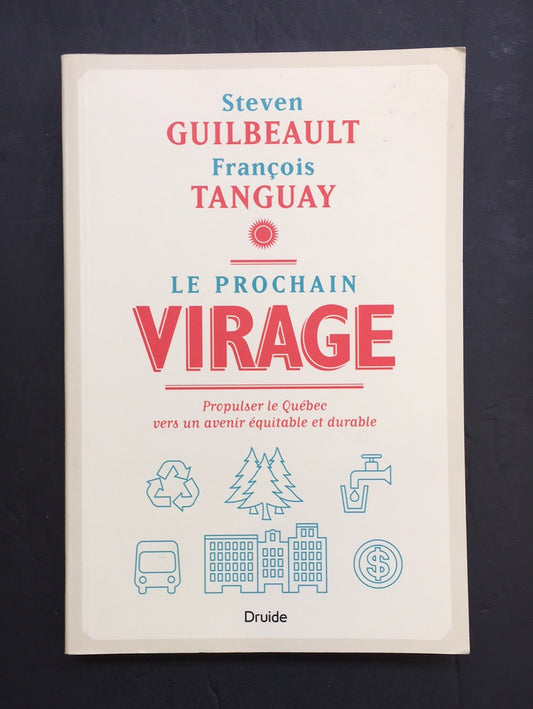 Steven
GUILBEAULT
François
TANGUAY
LE PROCHAIN
VIRAGE
Propulser le Québec
vers un avenir équitable et durable
$
Druide